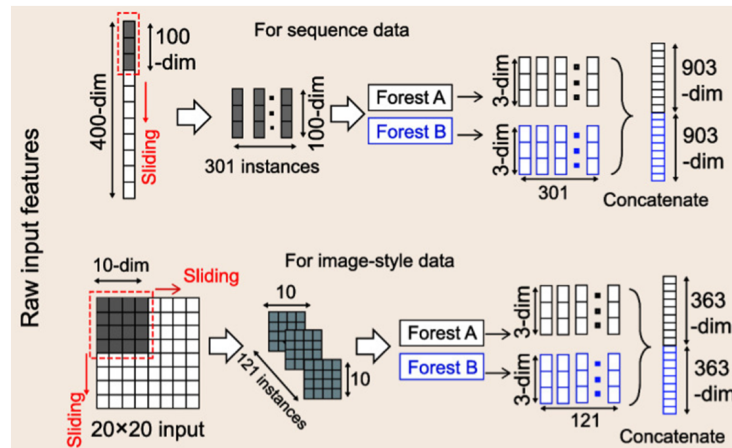 Raw input features
For sequence data
400-dim
100
-dim
Sliding
100-dim
301 instances
Forest A
Forest B
3-dim
3-dim
301
903
-dim
903
-dim
Concatenate
For image-style data
10-dim
Sliding
Sliding
20×20 input
10
10
121 instances
Forest A
Forest B
3-dim
3-dim
121
363
-dim
363
-dim
Concatenate